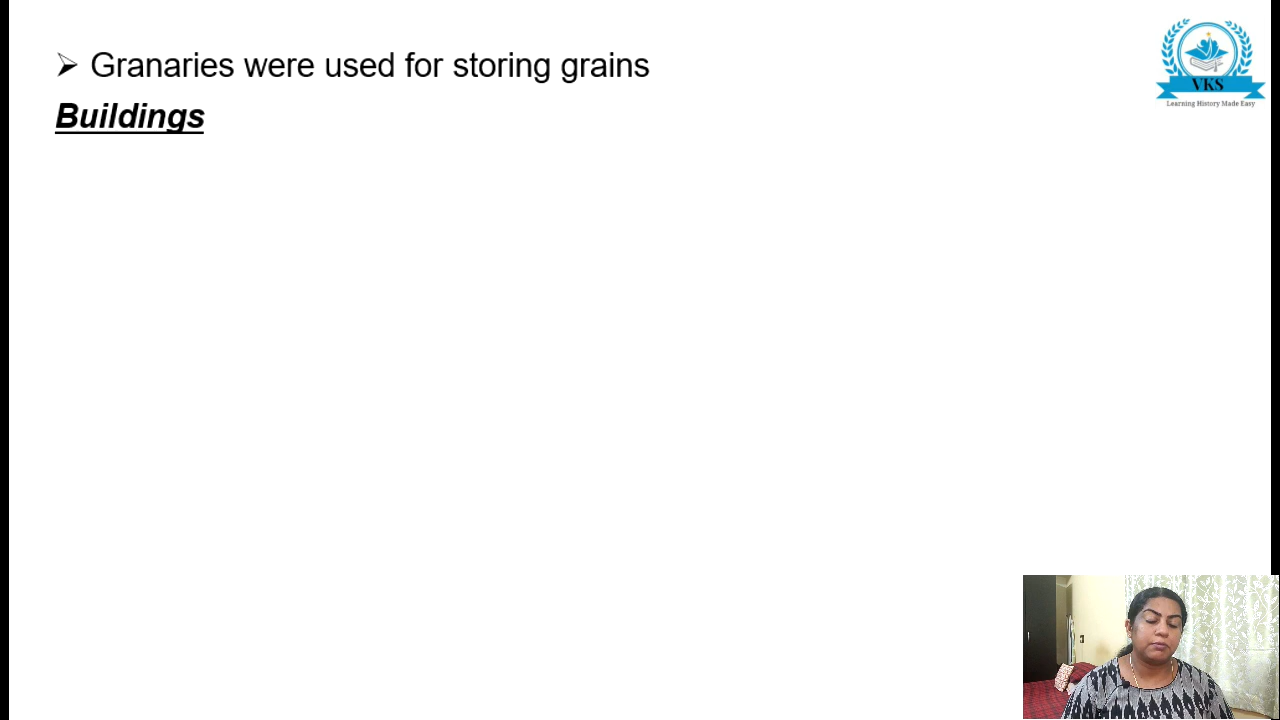 ➢ Granaries were used for storing grains
Buildings
VKS
Learning History Made Easy